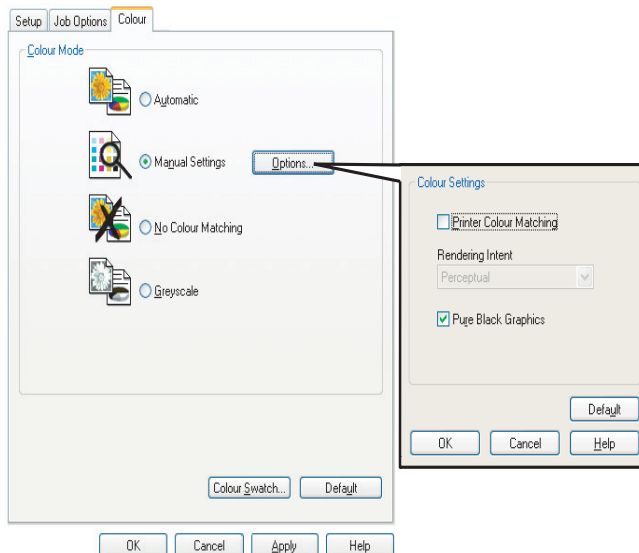 Setup
Job Options
Colour
Colour Mode
Automatic
Manual Settings
Options...
No Colour Matching
Greyscale
Colour Swatch...
Default
OK
Cancel
Apply
Help
Colour Settings
Printer Colour Matching
Rendering Intent
Perceptual
Pure Black Graphics
Default
OK
Cancel
Help